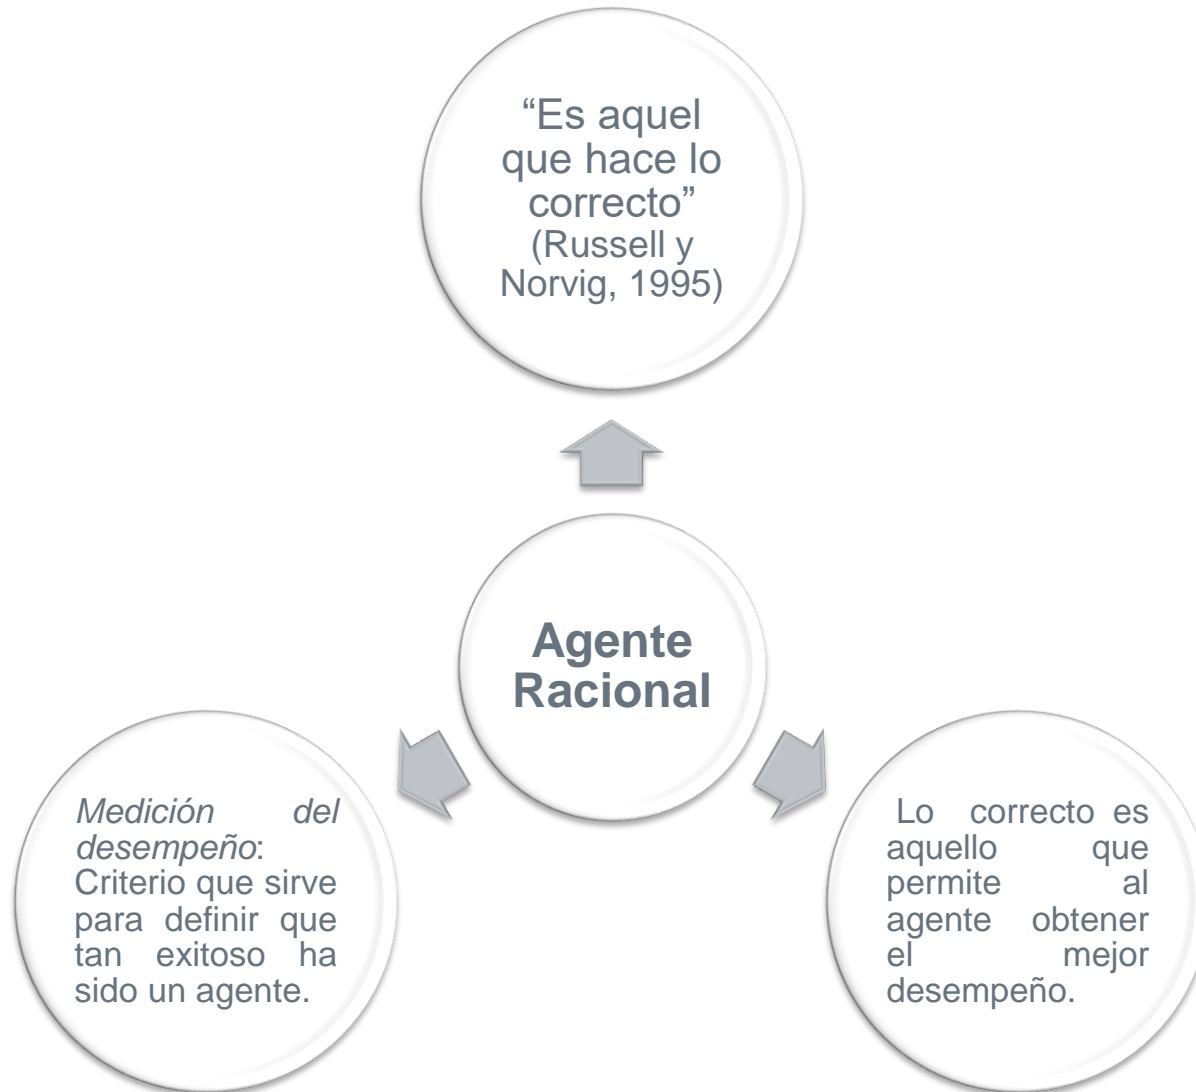 “Es aquel
que hace lo
correcto”
(Russell y
Norvig, 1995)
Agente
Racional
Medición del
desempeño:
Criterio que sirve
para definir que
tan exitoso ha
sido un agente.
Lo correcto es
aquello que
permite al
agente obtener
el mejor
desempeño.